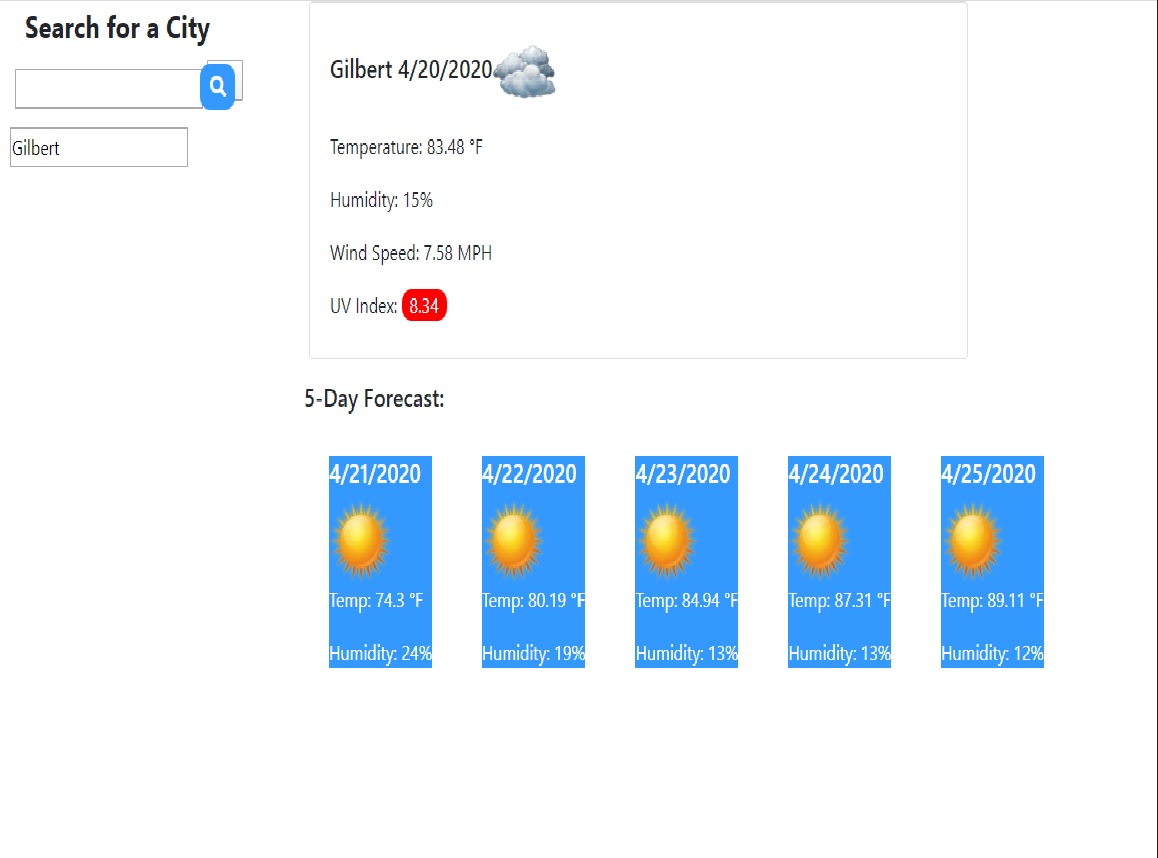 Search for a City
Gilbert
Gilbert 4/20/2020
Temperature: 83.48 °F
Humidity: 15%
Wind Speed: 7.58 MPH
UV Index: 8.34
5-Day Forecast:
4/21/2020
Temp: 74.3 °F
Humidity: 24%
4/22/2020
Temp: 80.19 °F
Humidity: 19%
4/23/2020
Temp: 84.94 °F
Humidity: 13%
4/24/2020
Temp: 87.31 °F
Humidity: 13%
4/25/2020
Temp: 89.11 °F
Humidity: 12%